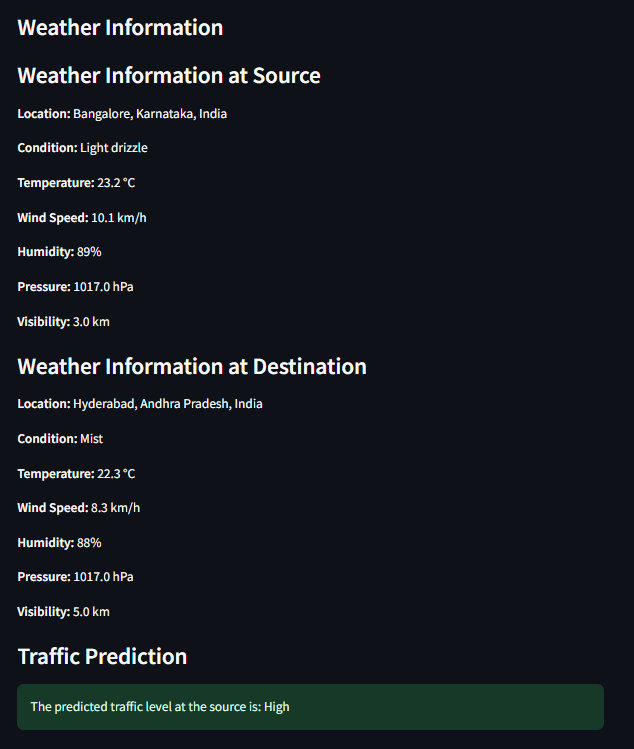 Weather Information
Weather Information at Source
Location: Bangalore, Karnataka, India
Condition: Light drizzle
Temperature: 23.2 °C
Wind Speed: 10.1 km/h
Humidity: 89%
Pressure: 1017.0 hPa
Visibility: 3.0 km
Weather Information at Destination
Location: Hyderabad, Andhra Pradesh, India
Condition: Mist
Temperature: 22.3 °C
Wind Speed: 8.3 km/h
Humidity: 88%
Pressure: 1017.0 hPa
Visibility: 5.0 km
Traffic Prediction
The predicted traffic level at the source is: High